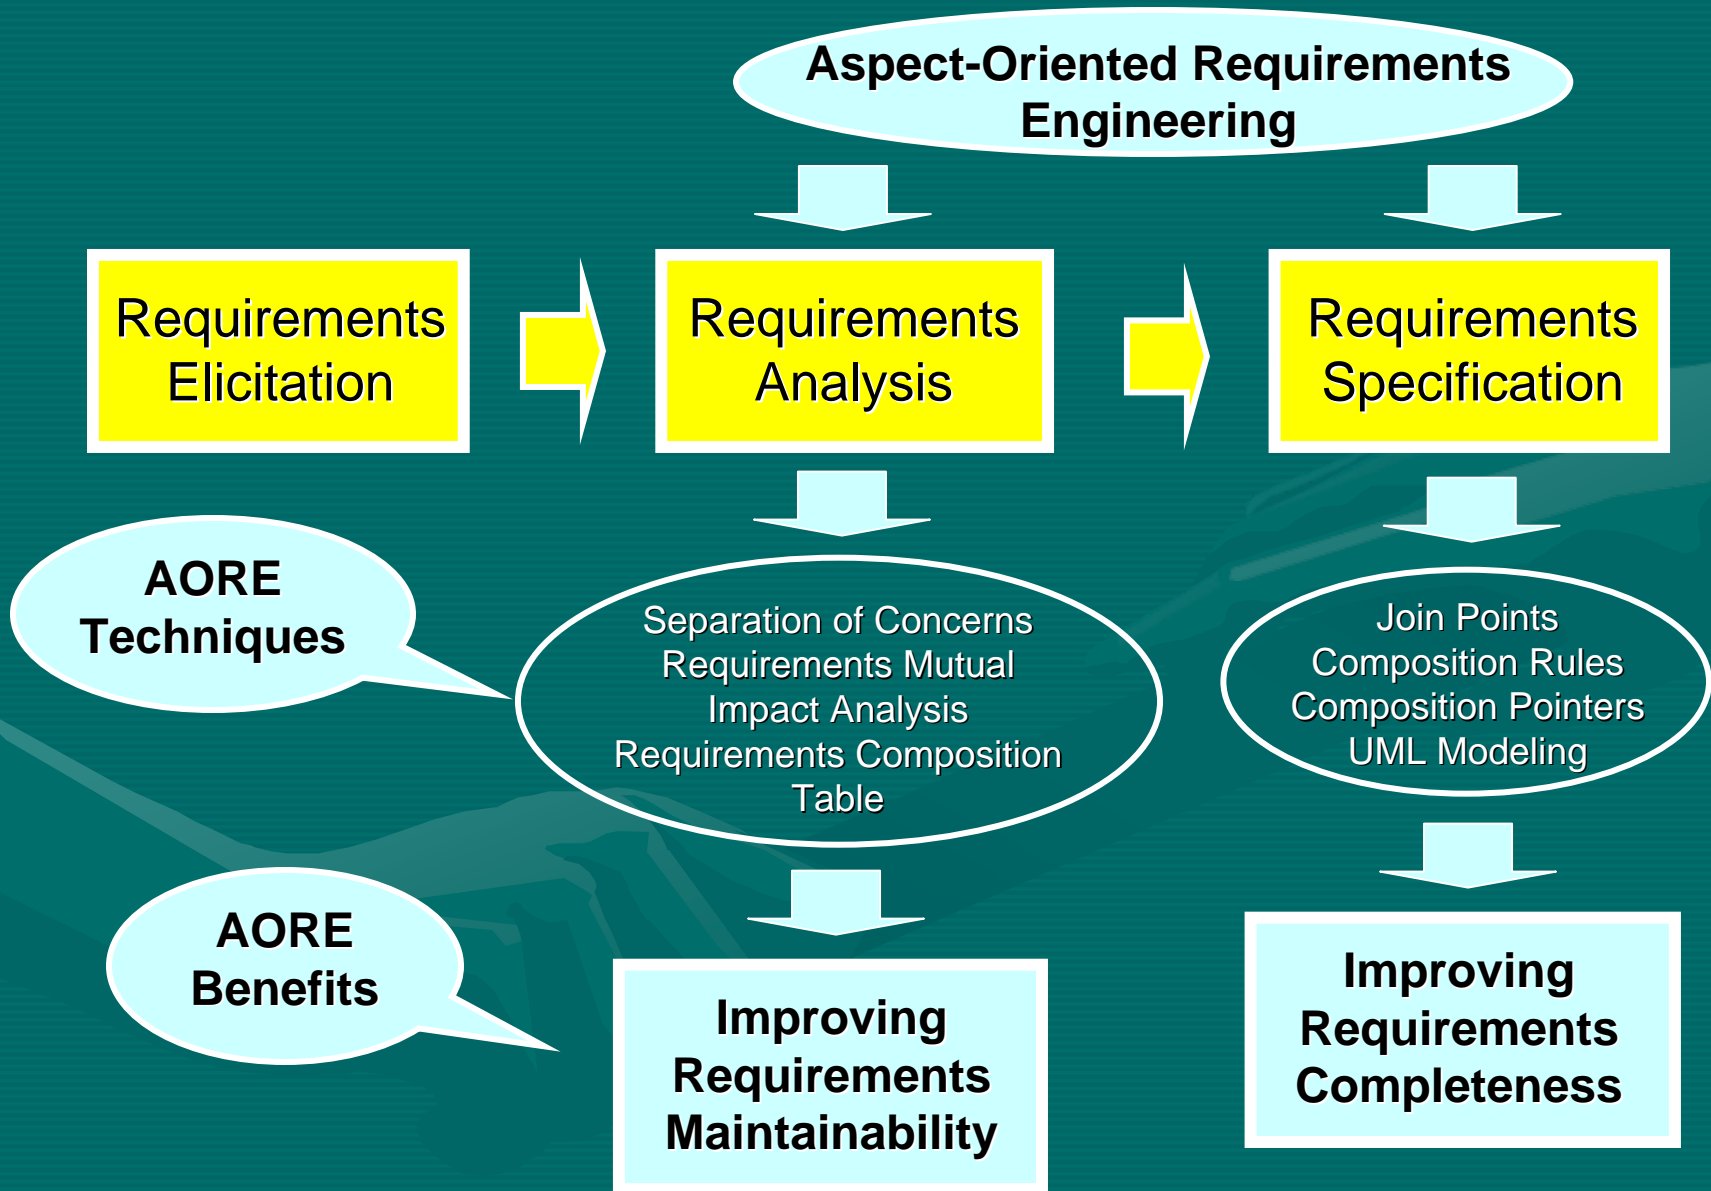 Aspect-Oriented Requirements
Engineering
Requirements
Elicitation
Requirements
Analysis
Requirements
Specification
AORE
Techniques
Separation of Concerns
Requirements Mutual
Impact Analysis
Requirements Composition
Table
Join Points
Composition Rules
Composition Pointers
UML Modeling
AORE
Benefits
Improving
Requirements
Maintainability
Improving
Requirements
Completeness